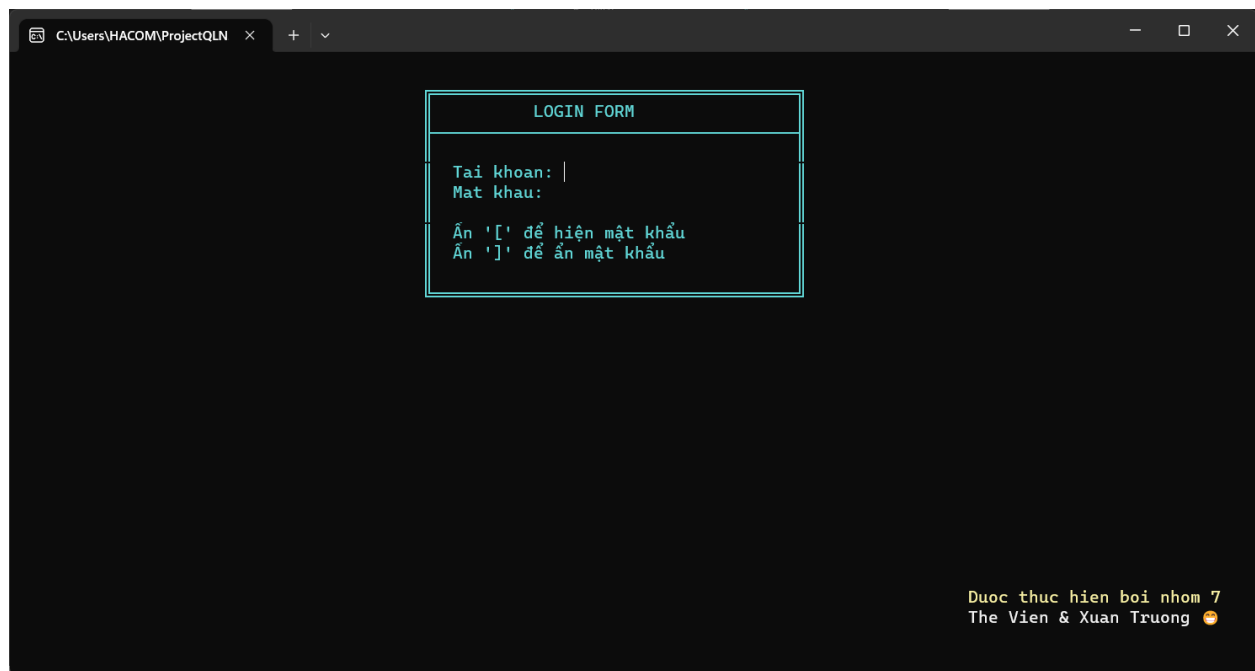 C:\Users\HACOM\ProjectQLN
LOGIN FORM
Tai khoan:
Mat khau:
Ấn '[' để hiện mật khẩu
Ấn ']' để ẩn mật khẩu
Duoc thuc hien boi nhom 7
The Vien & Xuan Truong 😁